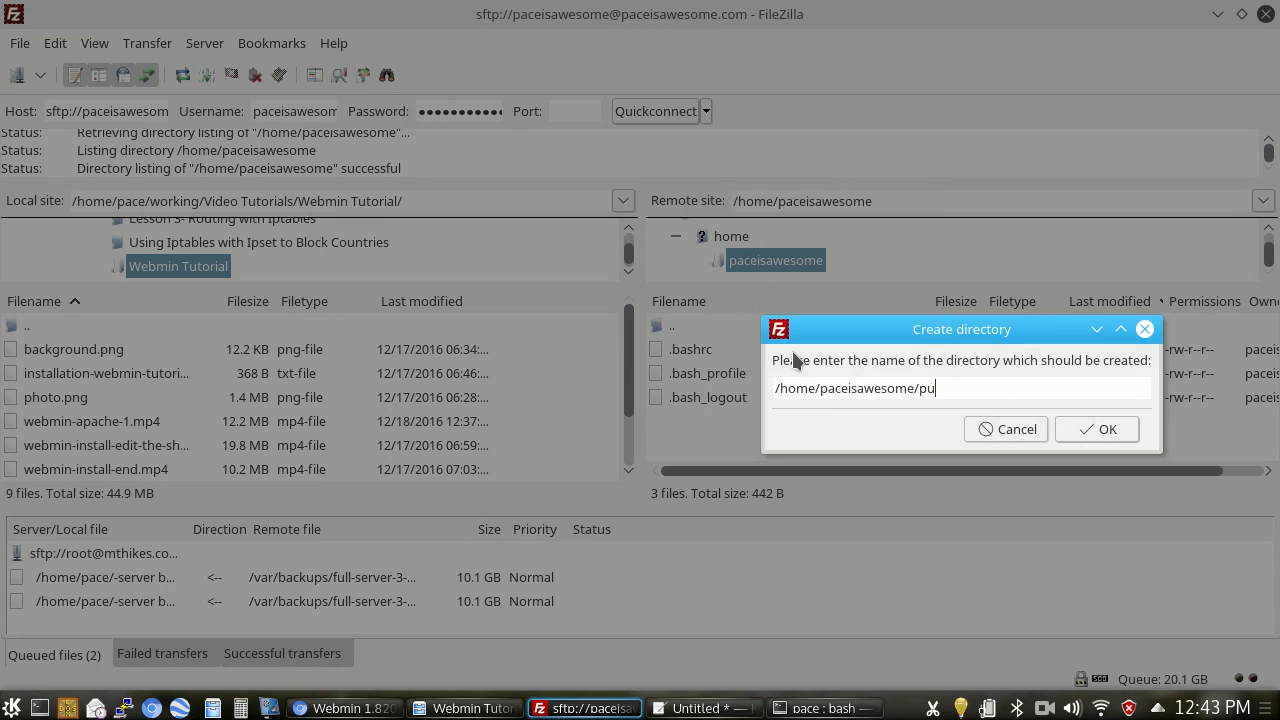 sftp://paceisawesome@paceisawesome.com - FileZilla
File Edit View Transfer Server Bookmarks Help
Host: sftp://paceisawesom Username: paceisawesom Password: ●●●●●●●●●●● Port: Quickconnect
Status: Retrieving directory listing of "/home/paceisawesome"...
Status: Listing directory /home/paceisawesome
Status: Directory listing of "/home/paceisawesome" successful
Local site: /home/pace/working/Video Tutorials/Webmin Tutorial/
Remote site: /home/paceisawesome
Lesson 3- Routing with Iptables
Using Iptables with Ipset to Block Countries
Webmin Tutorial
home
paceisawesome
Filename Filesize Filetype Last modified
..
background.png 12.2 KB png-file 12/17/2016 06:34:...
installation-webmin-tutori... 368 B txt-file 12/17/2016 06:46:...
photo.png 1.4 MB png-file 12/17/2016 06:28:...
webmin-apache-1.mp4 12.2 MB mp4-file 12/18/2016 12:37:...
webmin-install-edit-the-sh... 19.8 MB mp4-file 12/17/2016 06:59:...
webmin-install-end.mp4 10.2 MB mp4-file 12/17/2016 07:03:...
9 files. Total size: 44.9 MB
Filename Filesize Filetype Last modified Permissions Owne
..
.bashrc -rw-r--r-- paceis
.bash_profile -rw-r--r-- paceis
.bash_logout -rw-r--r-- paceis
3 files. Total size: 442 B
Create directory
Please enter the name of the directory which should be created:
/home/paceisawesome/pu
Cancel OK
Server/Local file Direction Remote file Size Priority Status
sftp://root@mthikes.co...
/home/pace/-server b... <-- /var/backups/full-server-3-... 10.1 GB Normal
/home/pace/-server b... <-- /var/backups/full-server-3-... 10.1 GB Normal
Queued files (2) Failed transfers Successful transfers
Queue: 20.1 GB
Webmin 1.820 Webmin Tutor sftp://paceisa Untitled * — pace : bash — 12:43 PM